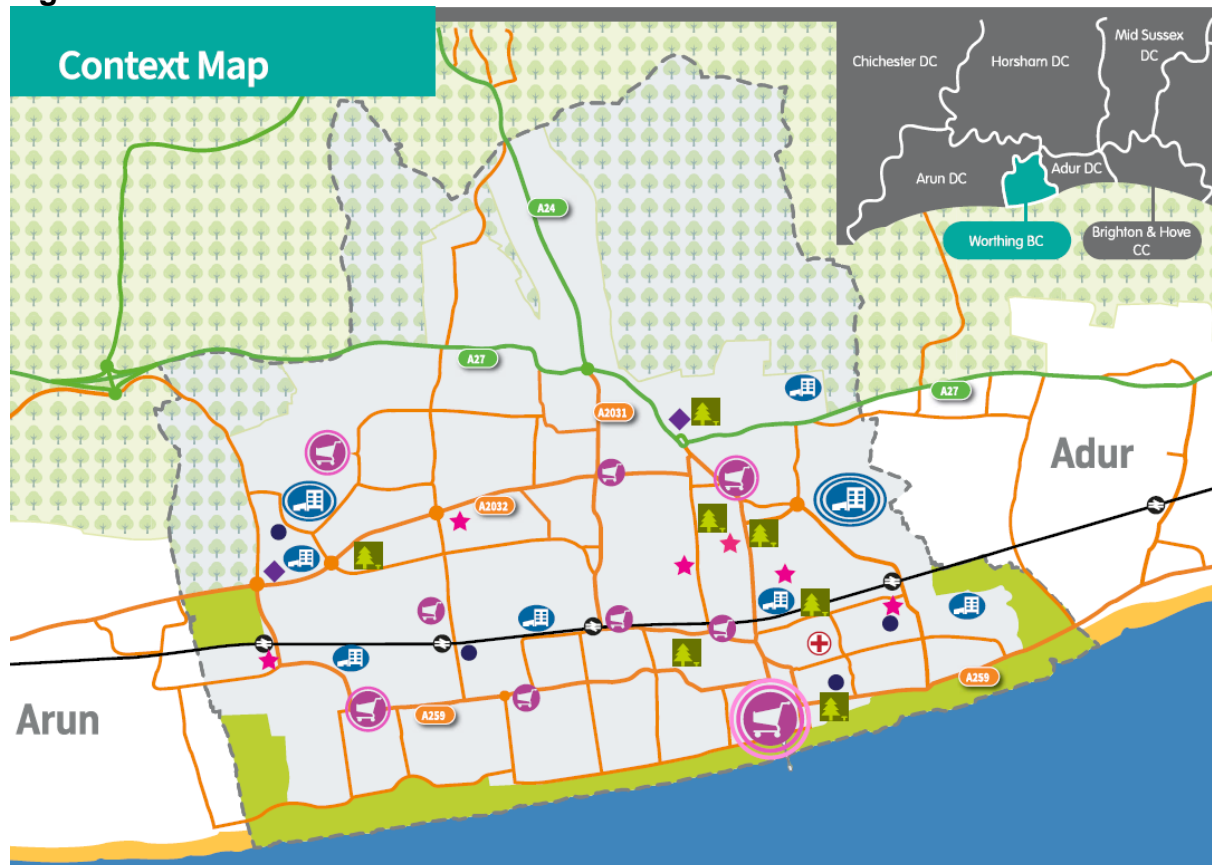 Context Map
Chichester DC
Horsham DC
Mid Sussex
DC
Arun DC
Adur DC
Worthing BC
Brighton & Hove
CC
A24
A27
A27
A2031
A2032
Adur
Arun
A259
A259